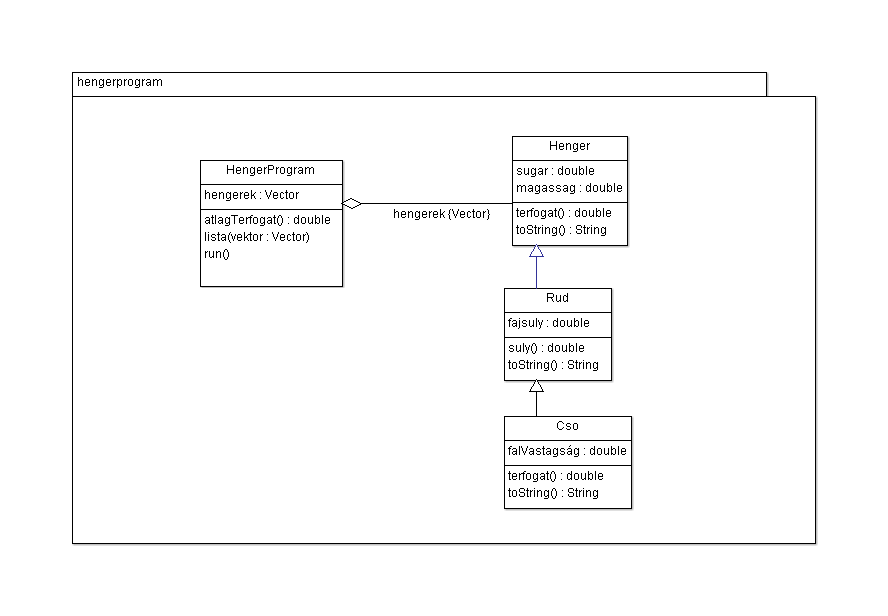 hengerprogram
HengerProgram
hengerek : Vector
atlagTerfogat() : double
lista(vektor : Vector)
run()
hengerek {Vector}
Henger
sugar : double
magassag : double
terfogat() : double
toString() : String
Rud
fajsuly : double
suly() : double
toString() : String
Cso
falVastagság : double
terfogat() : double
toString() : String